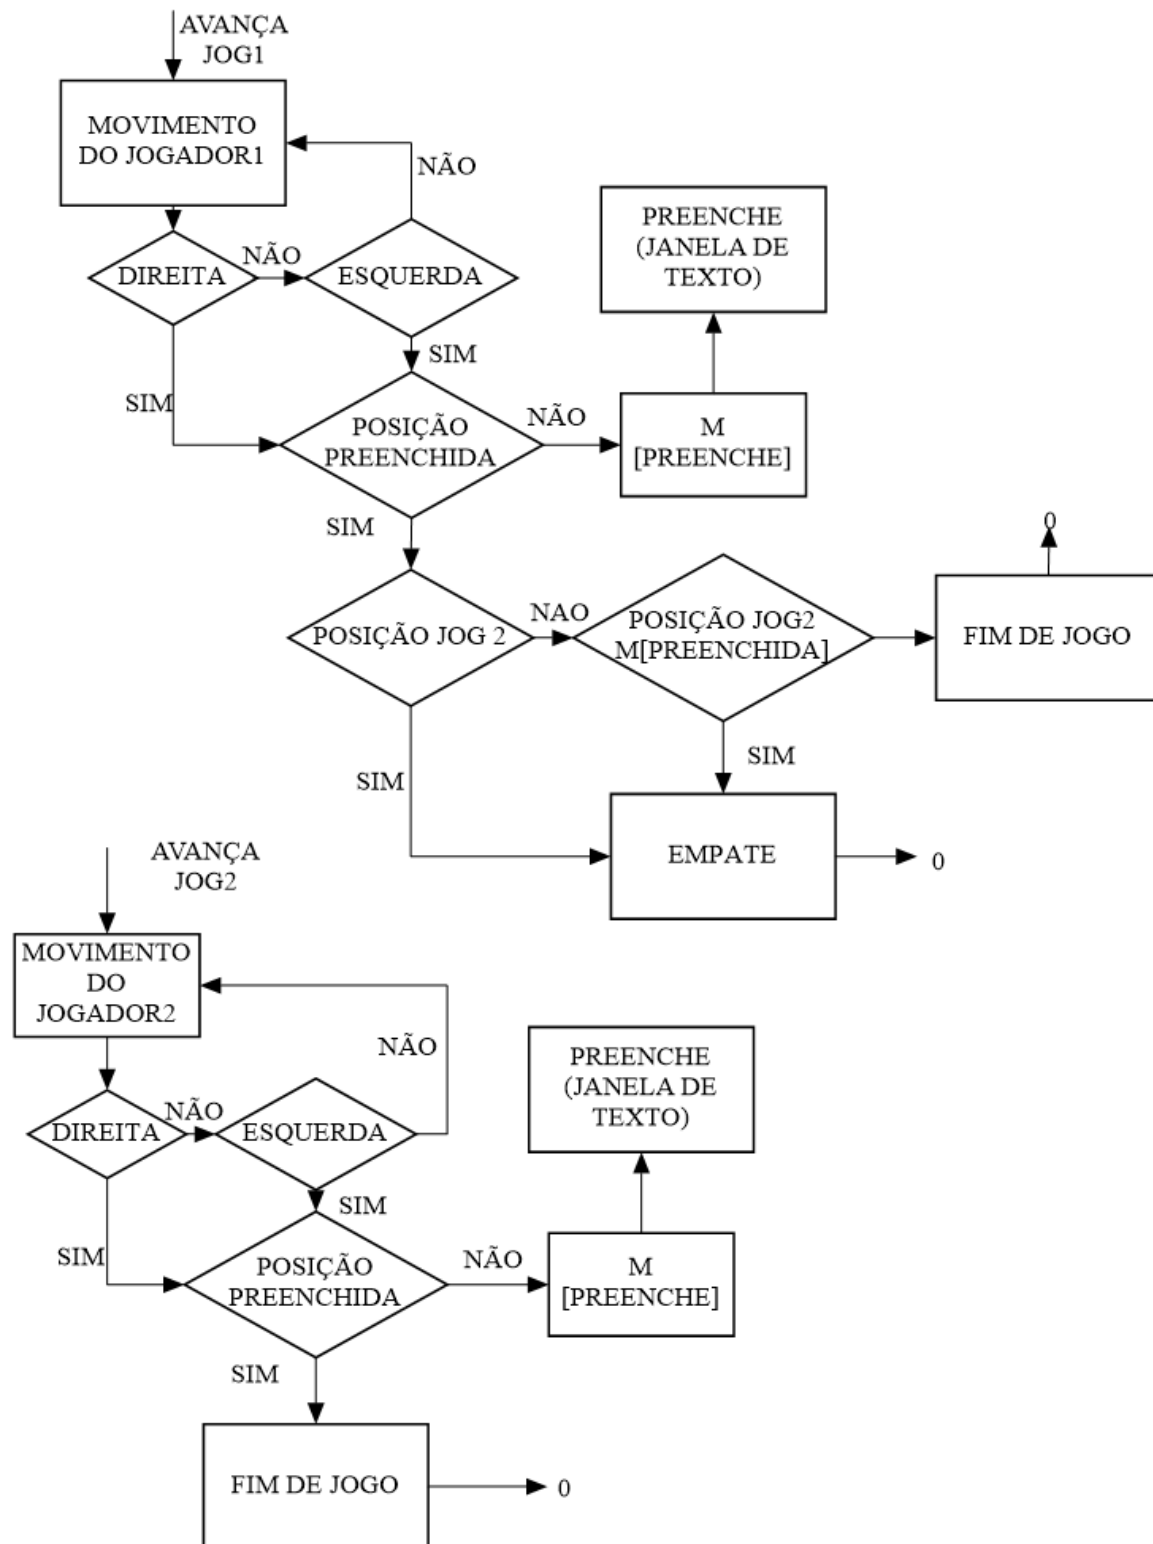 AVANÇA
JOG1
MOVIMENTO
DO JOGADOR1
NÃO
PREENCHE
(JANELA DE
TEXTO)
DIREITA
NÃO
ESQUERDA
SIM
SIM
POSIÇÃO
PREENCHIDA
NÃO
M
[PREENCHE]
SIM
0
POSIÇÃO JOG 2
NAO
POSIÇÃO JOG2
M[PREENCHIDA]
FIM DE JOGO
SIM
SIM
EMPATE
0
AVANÇA
JOG2
MOVIMENTO
DO
JOGADOR2
NÃO
PREENCHE
(JANELA DE
TEXTO)
DIREITA
NÃO
ESQUERDA
SIM
SIM
POSIÇÃO
PREENCHIDA
NÃO
M
[PREENCHE]
SIM
FIM DE JOGO
0